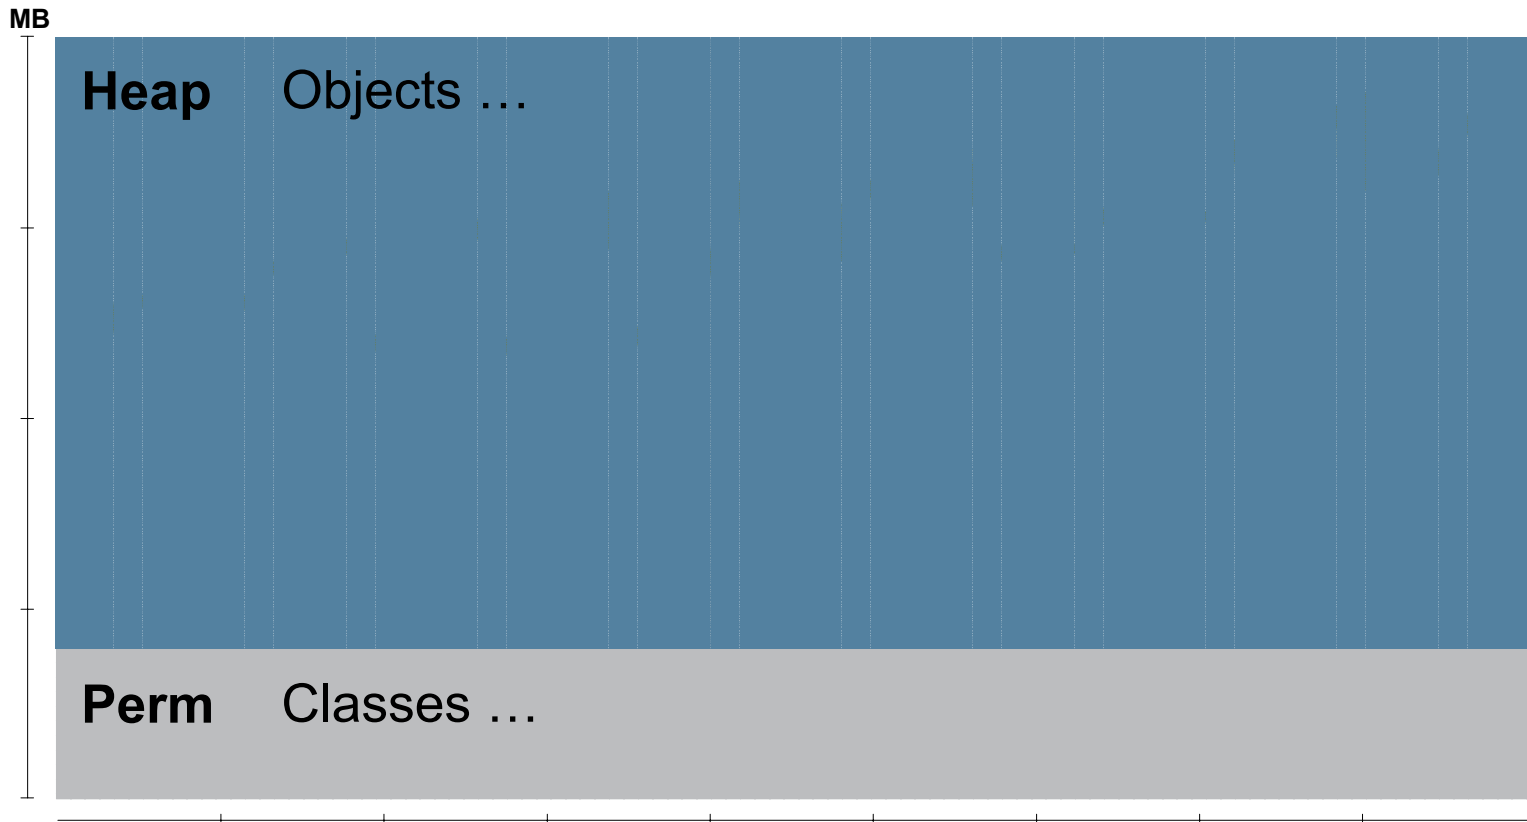 MB
Heap Objects …
Perm Classes …